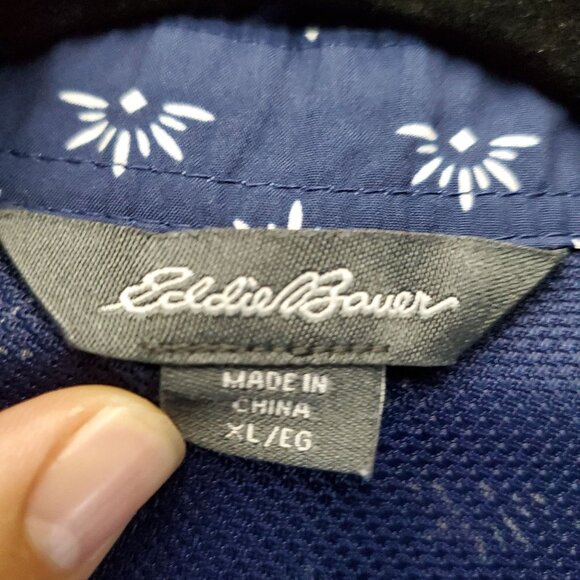 Eddie Bauer
MADE IN
CHINA
XL/EG